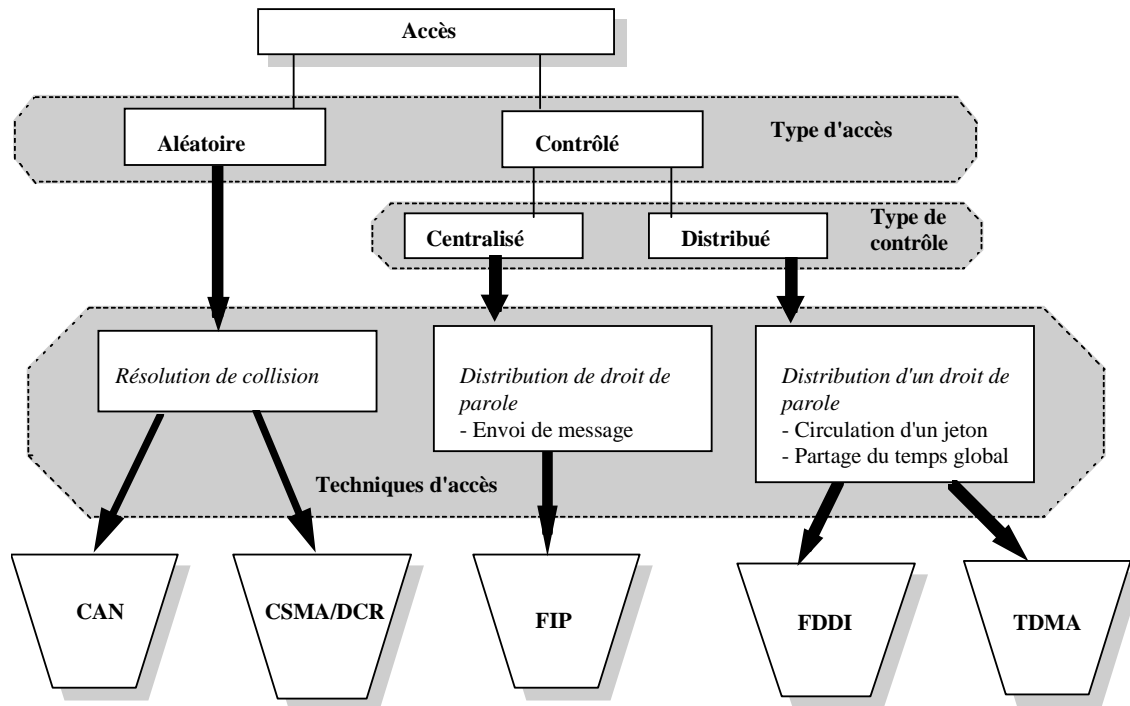 Accès
Aléatoire
Contrôlé
Type d'accès
Centralisé
Distribué
Type de
contrôle
Résolution de collision
Distribution de droit de
parole
- Envoi de message
Distribution d'un droit de
parole
- Circulation d'un jeton
- Partage du temps global
Techniques d'accès
CAN
CSMA/DCR
FIP
FDDI
TDMA